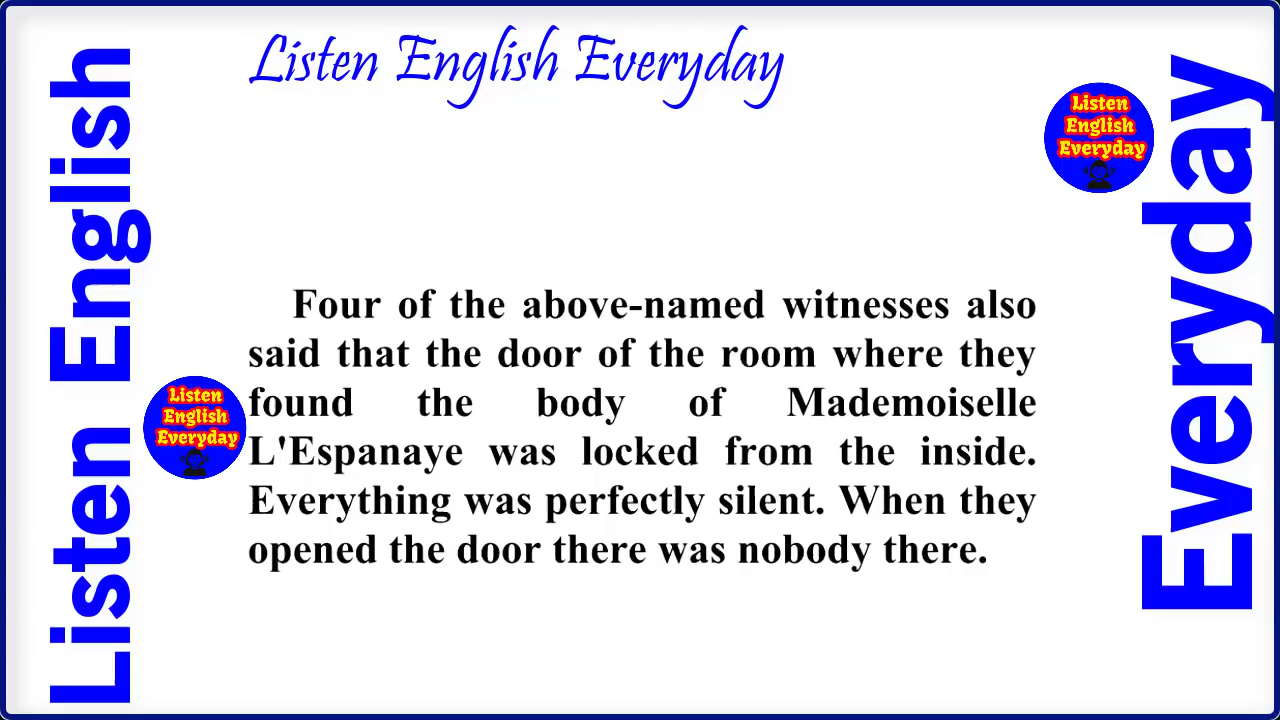 Listen English Everyday
Listen English
Everyday
Listen
English
Everyday
Four of the above-named witnesses also
said that the door of the room where they
found the body of Mademoiselle
L'Espanaye was locked from the inside.
Everything was perfectly silent. When they
opened the door there was nobody there.
Listen
English
Everyday